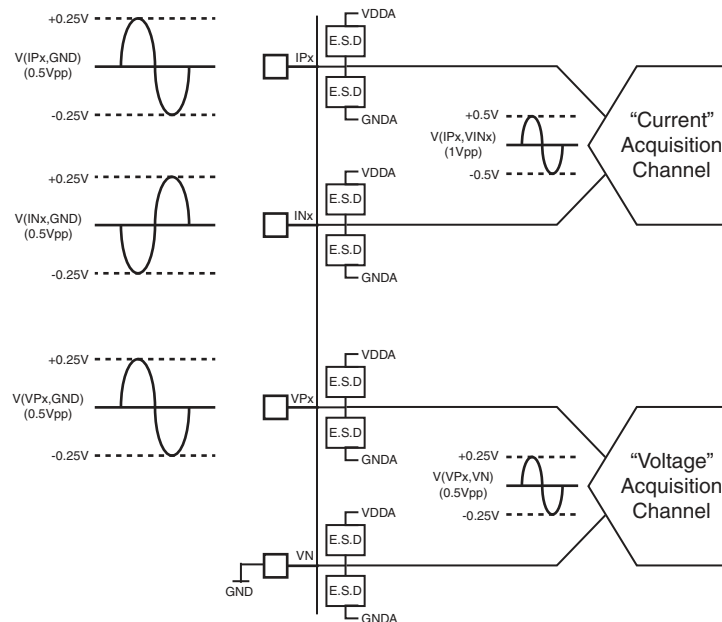 +0.25V
V(IPx,GND)
(0.5Vpp)
-0.25V
IPx
VDDA
E.S.D
E.S.D
GNDA
+0.5V
V(IPx,VINx)
(1Vpp)
-0.5V
"Current"
Acquisition
Channel
+0.25V
V(INx,GND)
(0.5Vpp)
-0.25V
INx
VDDA
E.S.D
E.S.D
GNDA
+0.25V
V(VPx,GND)
(0.5Vpp)
-0.25V
VPx
VDDA
E.S.D
E.S.D
GNDA
+0.25V
V(VPx,VN)
(0.5Vpp)
-0.25V
"Voltage"
Acquisition
Channel
GND
VN
VDDA
E.S.D
E.S.D
GNDA